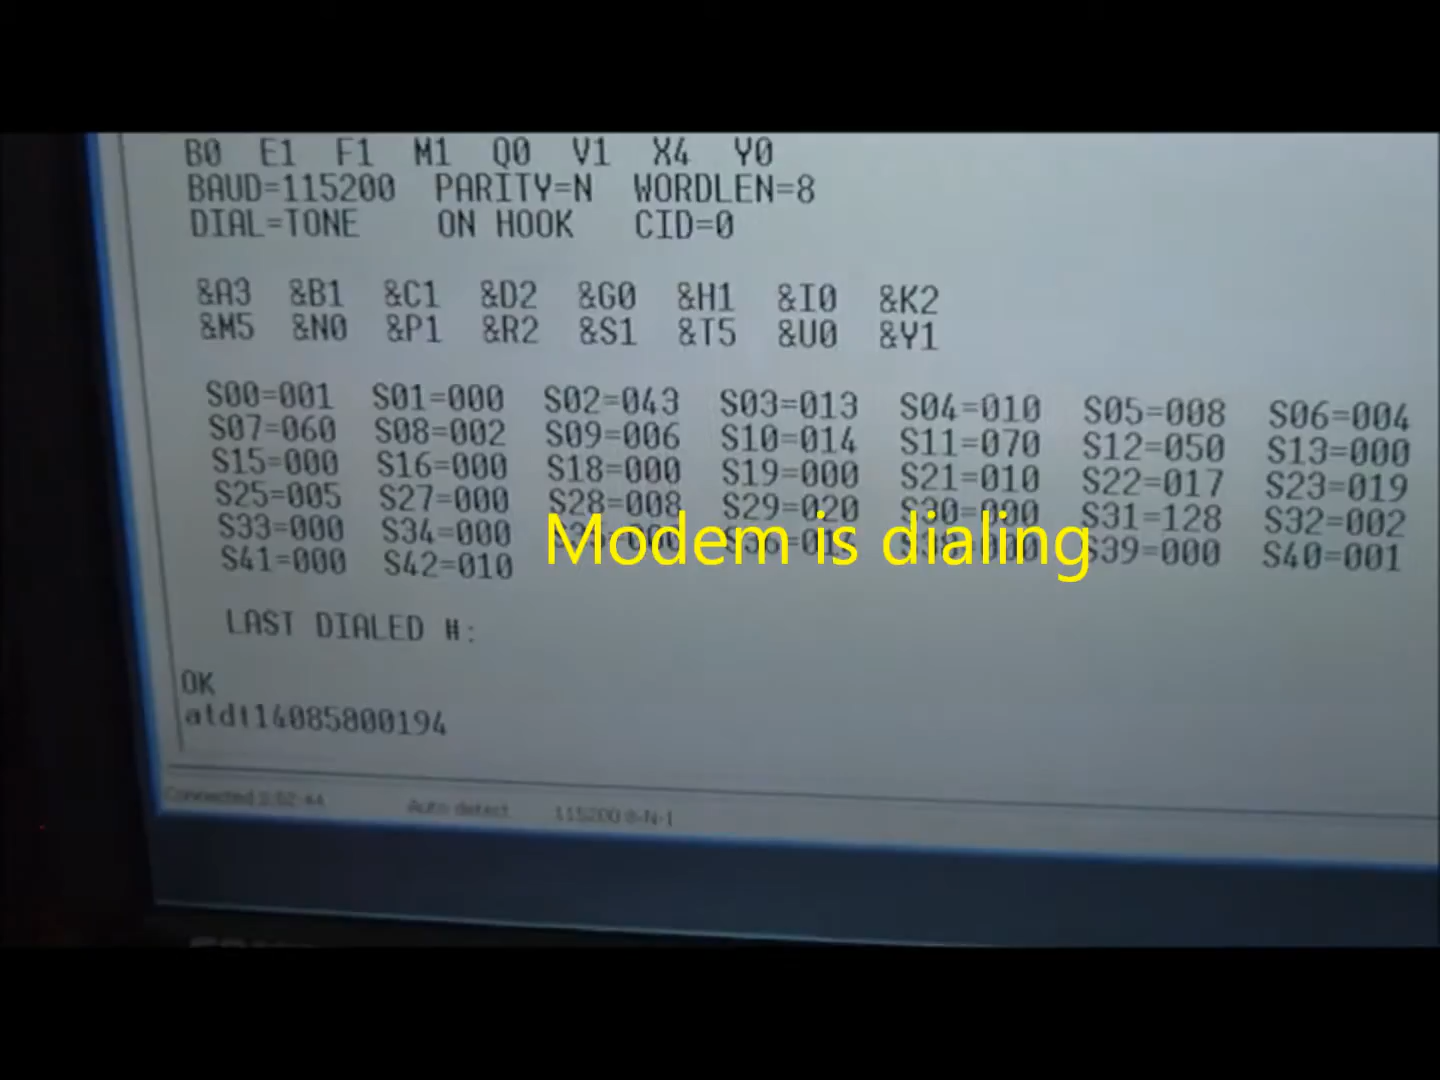 B0 E1 F1 M1 Q0 V1 X4 Y0
BAUD=115200 PARITY=N WORDLEN=8
DIAL=TONE ON HOOK CID=0
&A3 &B1 &C1 &D2 &G0 &H1 &I0 &K2
&M5 &N0 &P1 &R2 &S1 &T5 &U0 &Y1
S00=001 S01=000 S02=043 S03=013 S04=010 S05=008 S06=004
S07=060 S08=002 S09=006 S10=014 S11=070 S12=050 S13=000
S15=000 S16=000 S18=000 S19=000 S21=010 S22=017 S23=019
S25=005 S27=000 S28=008 S29=020 S30=000 S31=128 S32=002
S33=000 S34=000 S39=000 S40=001
Modem is dialing
S41=000 S42=010
LAST DIALED #:
OK
atdt14085800194
Connected Auto detect 115200 8-N-1